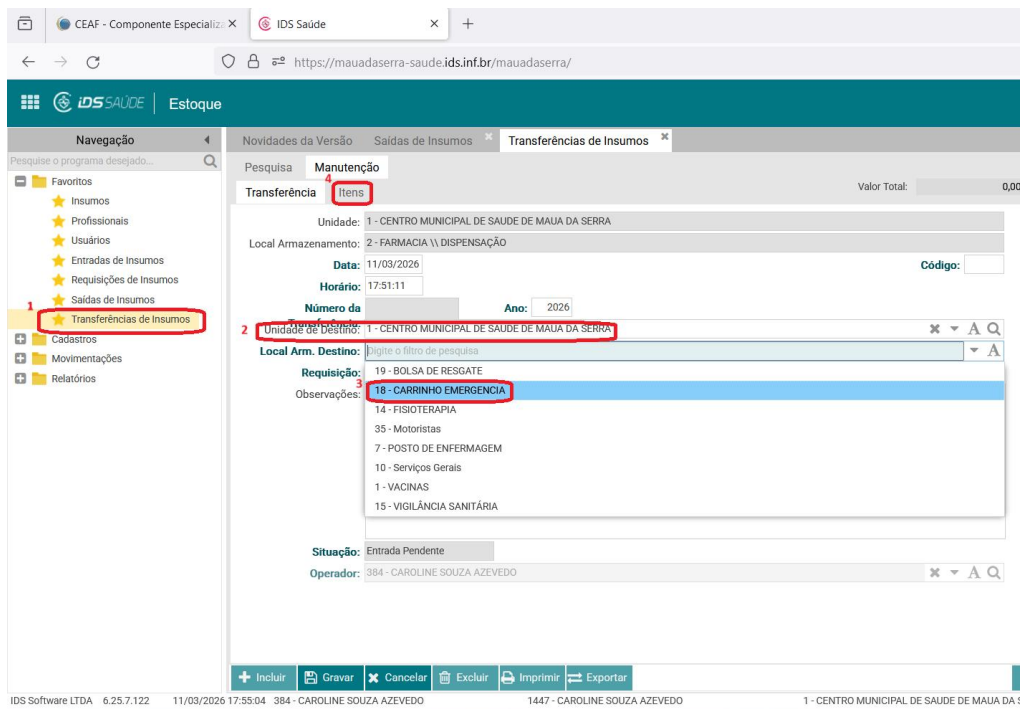 CEAF - Componente Especializ
IDS Saúde
https://mauadaserra-saude.ids.inf.br/mauadaserra/
iDS SAÚDE | Estoque
Navegação
Novidades da Versão Saídas de Insumos Transferências de Insumos
Pesquise o programa desejado...
Pesquisa Manutenção
4
Favoritos
Insumos
Profissionais
Usuários
Entradas de Insumos
Requisições de Insumos
Saídas de Insumos
1
Transferências de Insumos
Cadastros
Movimentações
Relatórios
Transferência Itens
Valor Total: 0,00
Unidade: 1 - CENTRO MUNICIPAL DE SAUDE DE MAUA DA SERRA
Local Armazenamento: 2 - FARMACIA \\ DISPENSAÇÃO
Data: 11/03/2026 Código:
Horário: 17:51:11
Número da Transferência: Ano: 2026
2 Unidade de Destino: 1 - CENTRO MUNICIPAL DE SAUDE DE MAUA DA SERRA
Local Arm. Destino: Digite o filtro de pesquisa
Requisição: 19 - BOLSA DE RESGATE
3
Observações: 18 - CARRINHO EMERGENCIA
14 - FISIOTERAPIA
35 - Motoristas
7 - POSTO DE ENFERMAGEM
10 - Serviços Gerais
1 - VACINAS
15 - VIGILÂNCIA SANITÁRIA
Situação: Entrada Pendente
Operador: 384 - CAROLINE SOUZA AZEVEDO
Incluir Gravar Cancelar Excluir Imprimir Exportar
IDS Software LTDA 6.25.7.122 11/03/2026 17:55:04 384 - CAROLINE SOUZA AZEVEDO 1447 - CAROLINE SOUZA AZEVEDO 1 - CENTRO MUNICIPAL DE SAUDE DE MAUA DA S